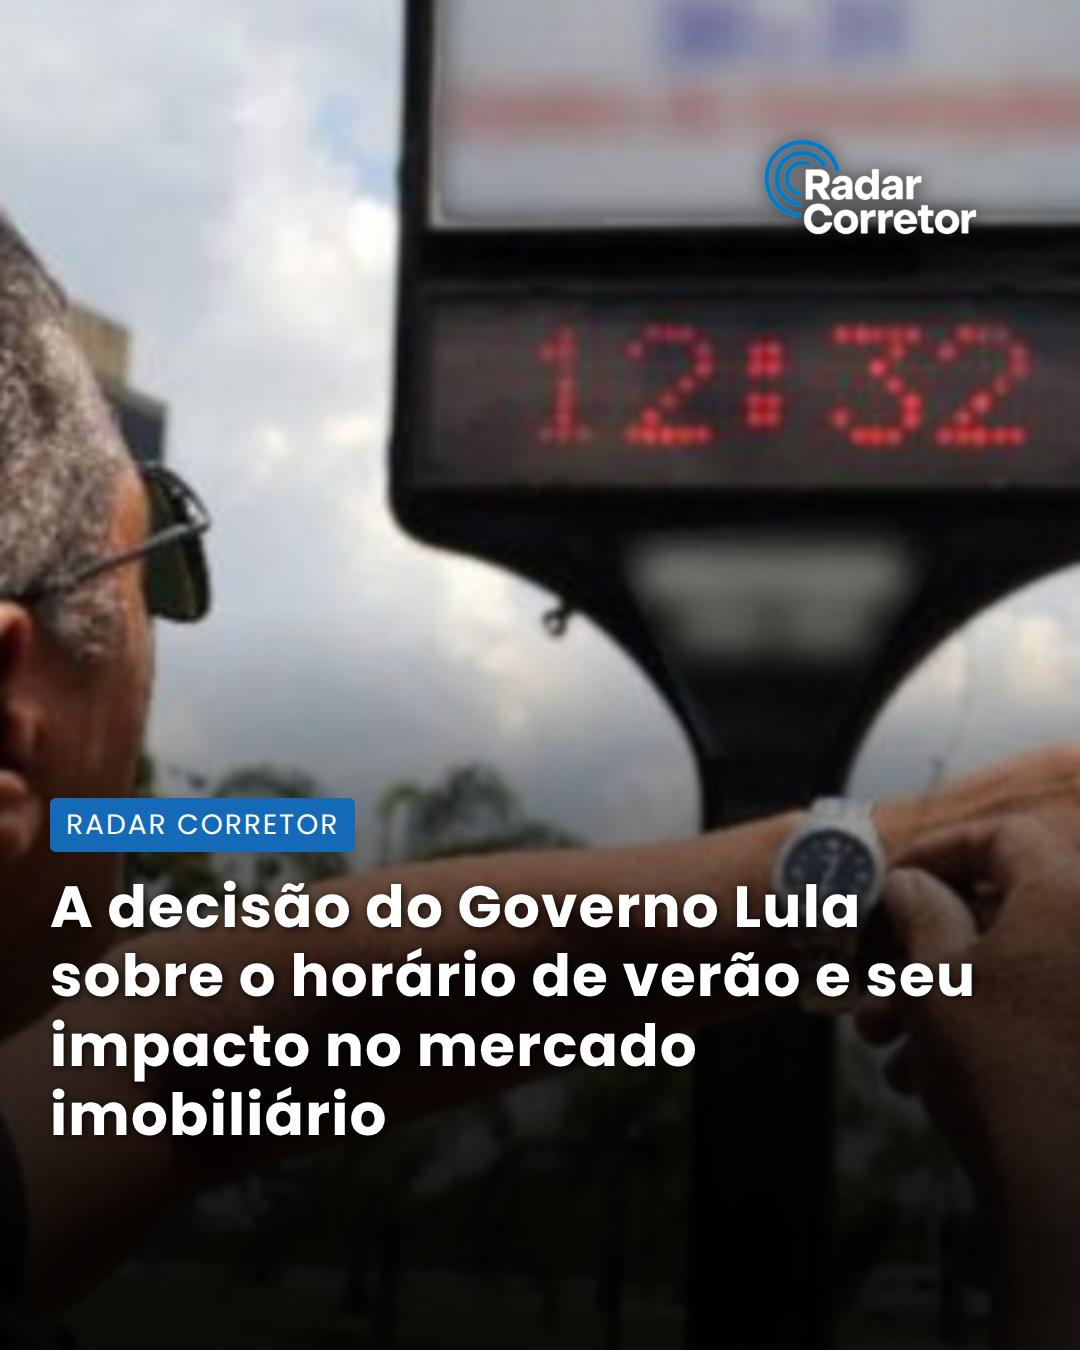 Radar
Corretor
12:32
RADAR CORRETOR
A decisão do Governo Lula
sobre o horário de verão e seu
impacto no mercado
imobiliário